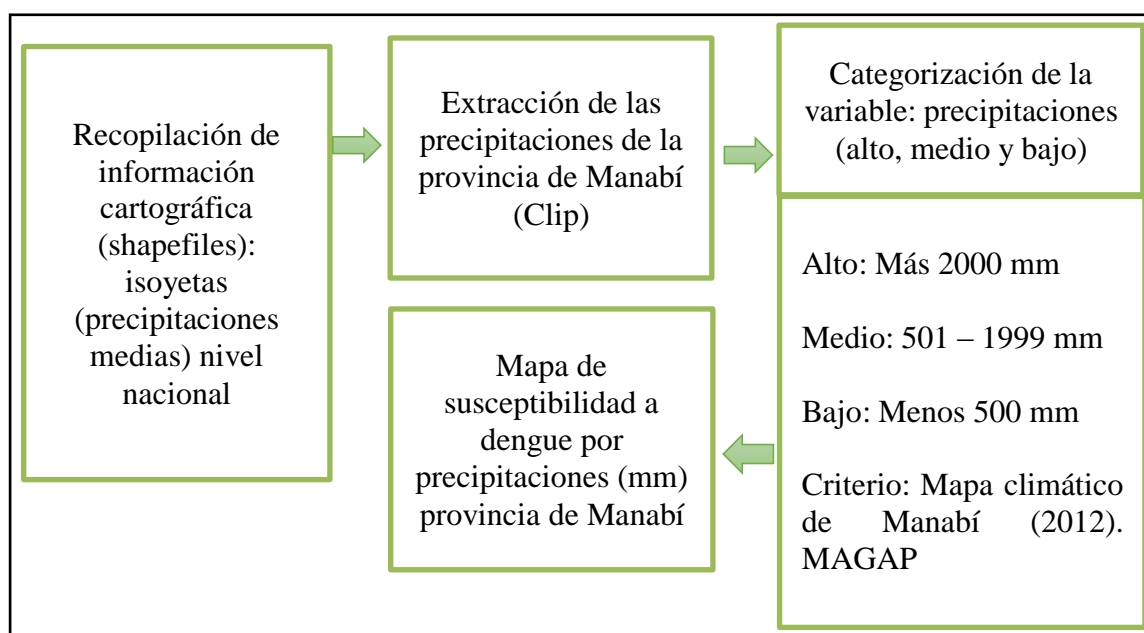 Recopilación de
información
cartográfica
(shapefiles):
isoyetas
(precipitaciones
medias) nivel
nacional
Extracción de las
precipitaciones de la
provincia de Manabí
(Clip)
Categorización de la
variable: precipitaciones
(alto, medio y bajo)
Alto: Más 2000 mm
Medio: 501 – 1999 mm
Bajo: Menos 500 mm
Criterio: Mapa climático
de Manabí (2012).
MAGAP
Mapa de
susceptibilidad a
dengue por
precipitaciones (mm)
provincia de Manabí